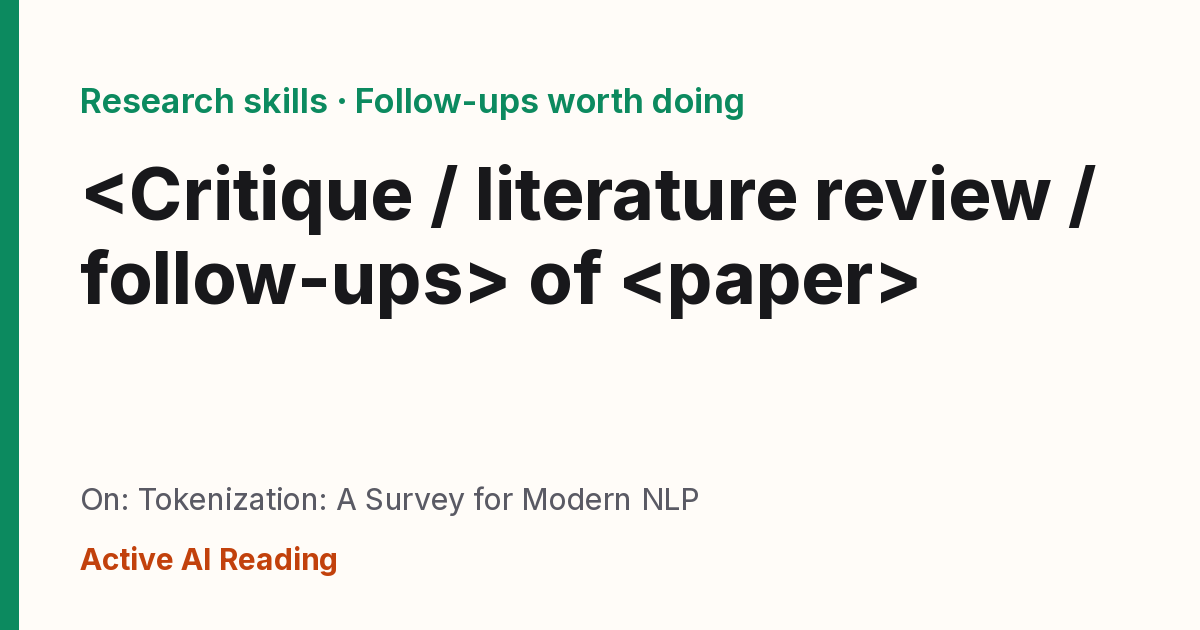 Research skills · Follow-ups worth doing
<Critique / literature review /
follow-ups> of <paper>
On: Tokenization: A Survey for Modern NLP
Active AI Reading